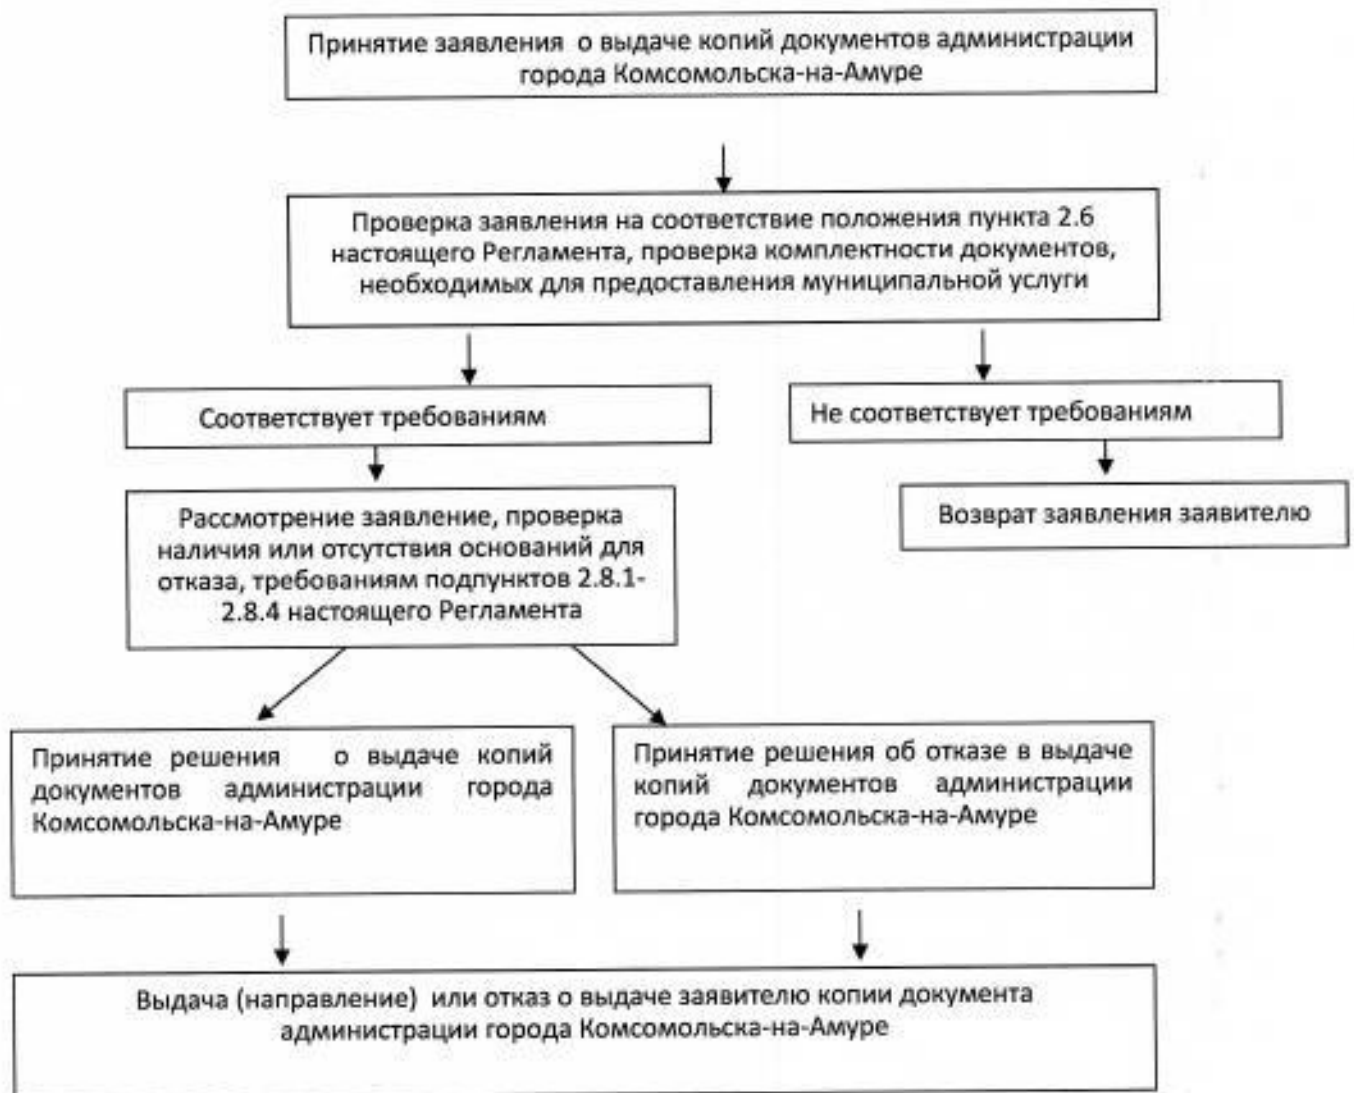 Принятие заявления о выдаче копий документов администрации
города Комсомольска-на-Амуре
Проверка заявления на соответствие положения пункта 2.6
настоящего Регламента, проверка комплектности документов,
необходимых для предоставления муниципальной услуги
Соответствует требованиям
Не соответствует требованиям
Рассмотрение заявление, проверка
наличия или отсутствия оснований для
отказа, требованиям подпунктов 2.8.1-
2.8.4 настоящего Регламента
Возврат заявления заявителю
Принятие решения о выдаче копий
документов администрации города
Комсомольска-на-Амуре
Принятие решения об отказе в выдаче
копий документов администрации
города Комсомольска-на-Амуре
Выдача (направление) или отказ о выдаче заявителю копии документа
администрации города Комсомольска-на-Амуре